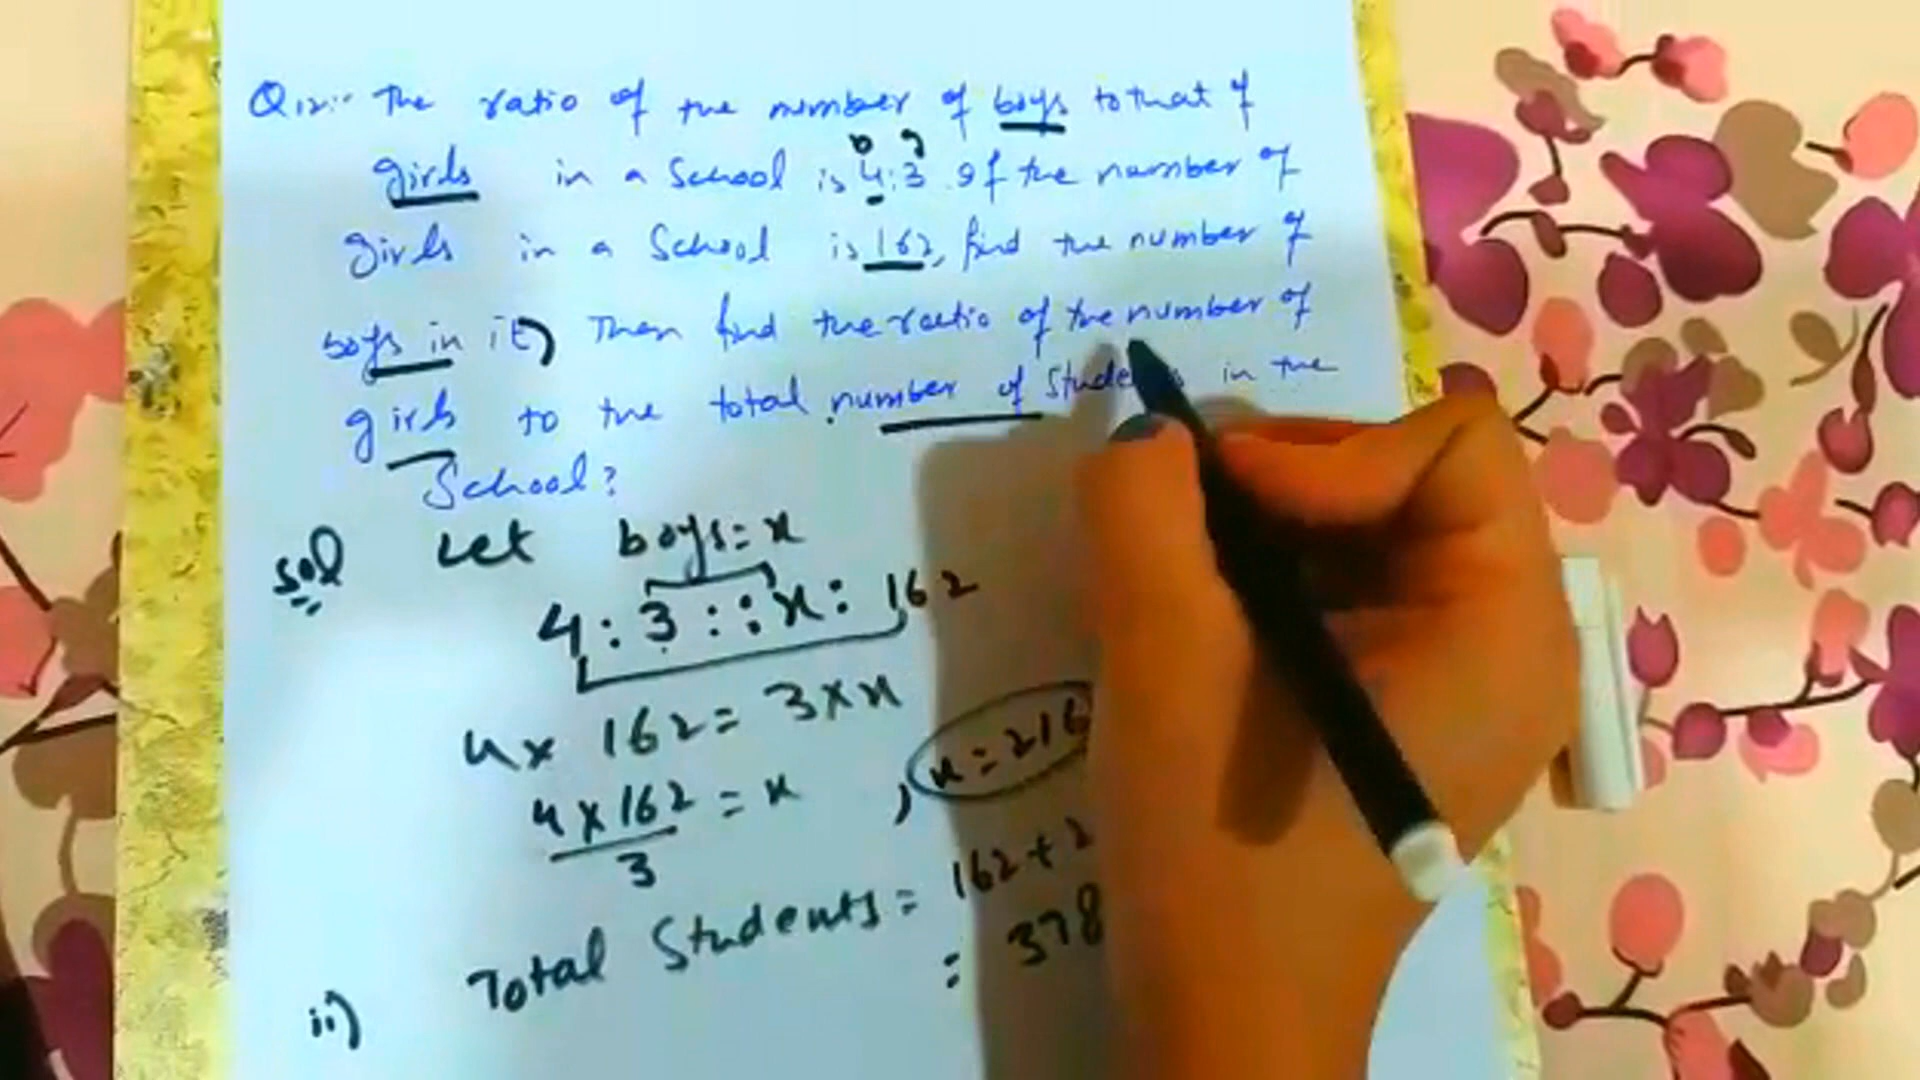 Q12:- The ratio of the number of boys to that of
b g
girls in a School is 4:3. If the number of
girls in a School is 162, find the number of
boys in it) Then find the ratio of the number of
girls to the total number of Students in the
School?
Sol Let boys = x
4 : 3 :: x : 162
4 x 162 = 3 x x
4 x 162 / 3 = x , x = 216
Total Students = 162 + 2
= 378
ii)